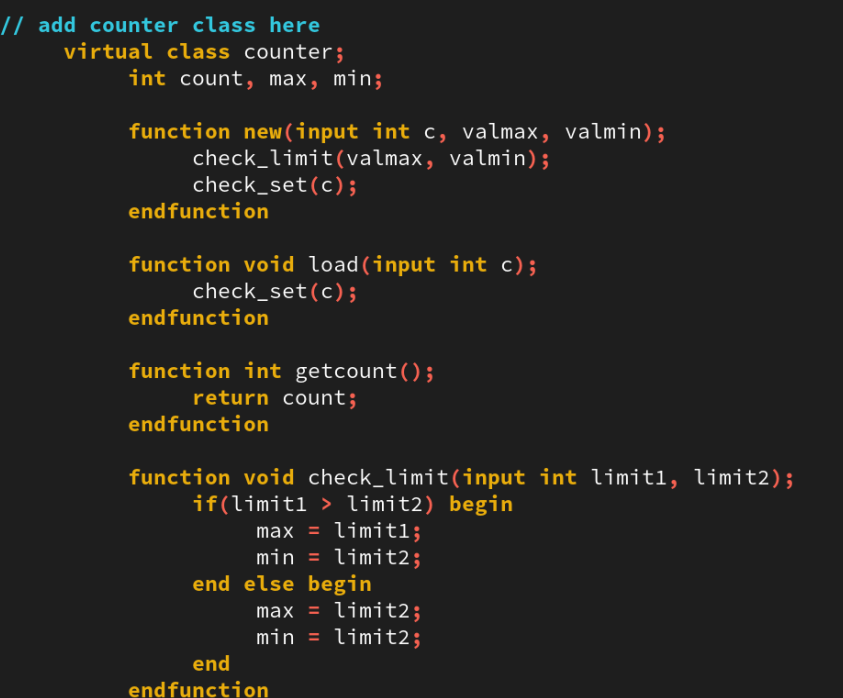 // add counter class here
virtual class counter;
int count, max, min;
function new(input int c, valmax, valmin);
check_limit(valmax, valmin);
check_set(c);
endfunction
function void load(input int c);
check_set(c);
endfunction
function int getcount();
return count;
endfunction
function void check_limit(input int limit1, limit2);
if(limit1 > limit2) begin
max = limit1;
min = limit2;
end else begin
max = limit2;
min = limit2;
end
endfunction